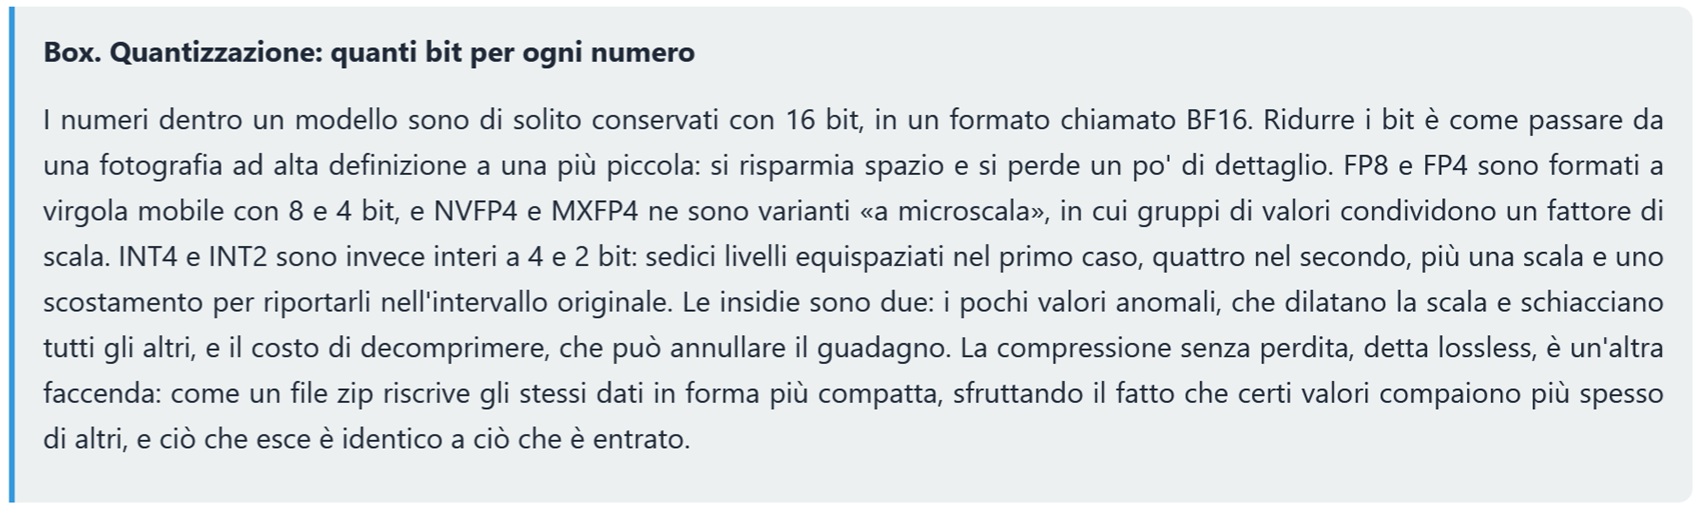 Box. Quantizzazione: quanti bit per ogni numero
I numeri dentro un modello sono di solito conservati con 16 bit, in un formato chiamato BF16. Ridurre i bit è come passare da
una fotografia ad alta definizione a una più piccola: si risparmia spazio e si perde un po' di dettaglio. FP8 e FP4 sono formati a
virgola mobile con 8 e 4 bit, e NVFP4 e MXFP4 ne sono varianti «a microscala», in cui gruppi di valori condividono un fattore di
scala. INT4 e INT2 sono invece interi a 4 e 2 bit: sedici livelli equispaziati nel primo caso, quattro nel secondo, più una scala e uno
scostamento per riportarli nell'intervallo originale. Le insidie sono due: i pochi valori anomali, che dilatano la scala e schiacciano
tutti gli altri, e il costo di decomprimere, che può annullare il guadagno. La compressione senza perdita, detta lossless, è un'altra
faccenda: come un file zip riscrive gli stessi dati in forma più compatta, sfruttando il fatto che certi valori compaiono più spesso
di altri, e ciò che esce è identico a ciò che è entrato.